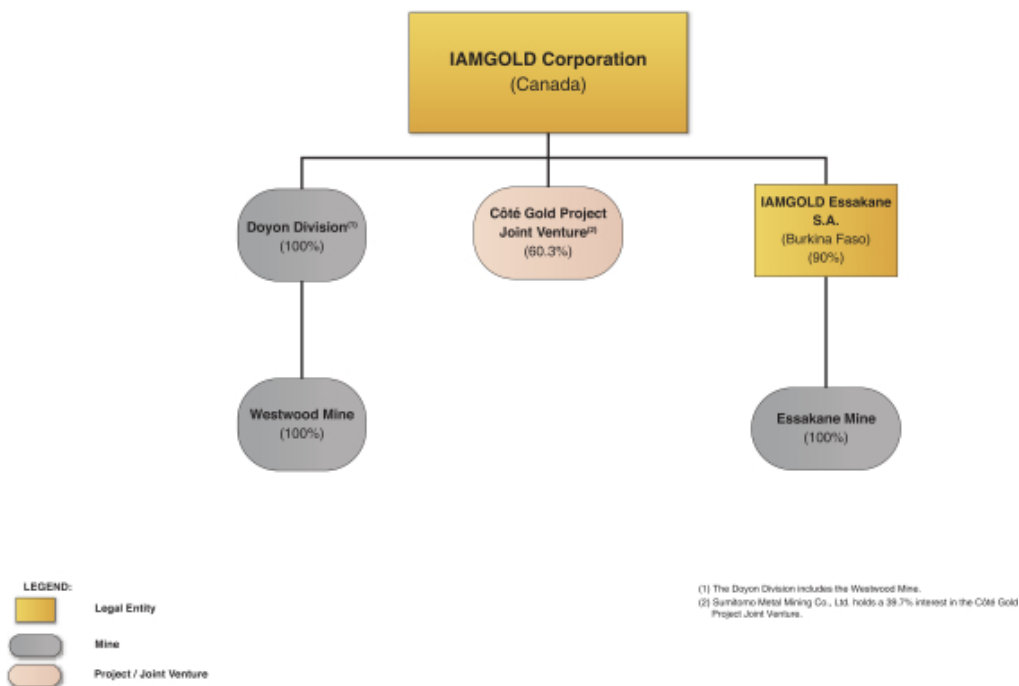 IAMGOLD Corporation
(Canada)
Doyon Division(1)
(100%)
Côté Gold Project
Joint Venture(2)
(60.3%)
IAMGOLD Essakane
S.A.
(Burkina Faso)
(90%)
Westwood Mine
(100%)
Essakane Mine
(100%)
LEGEND:
Legal Entity
Mine
Project / Joint Venture
(1) The Doyon Division includes the Westwood Mine.
(2) Sumitomo Metal Mining Co., Ltd. holds a 39.7% interest in the Côté Gold
Project Joint Venture.